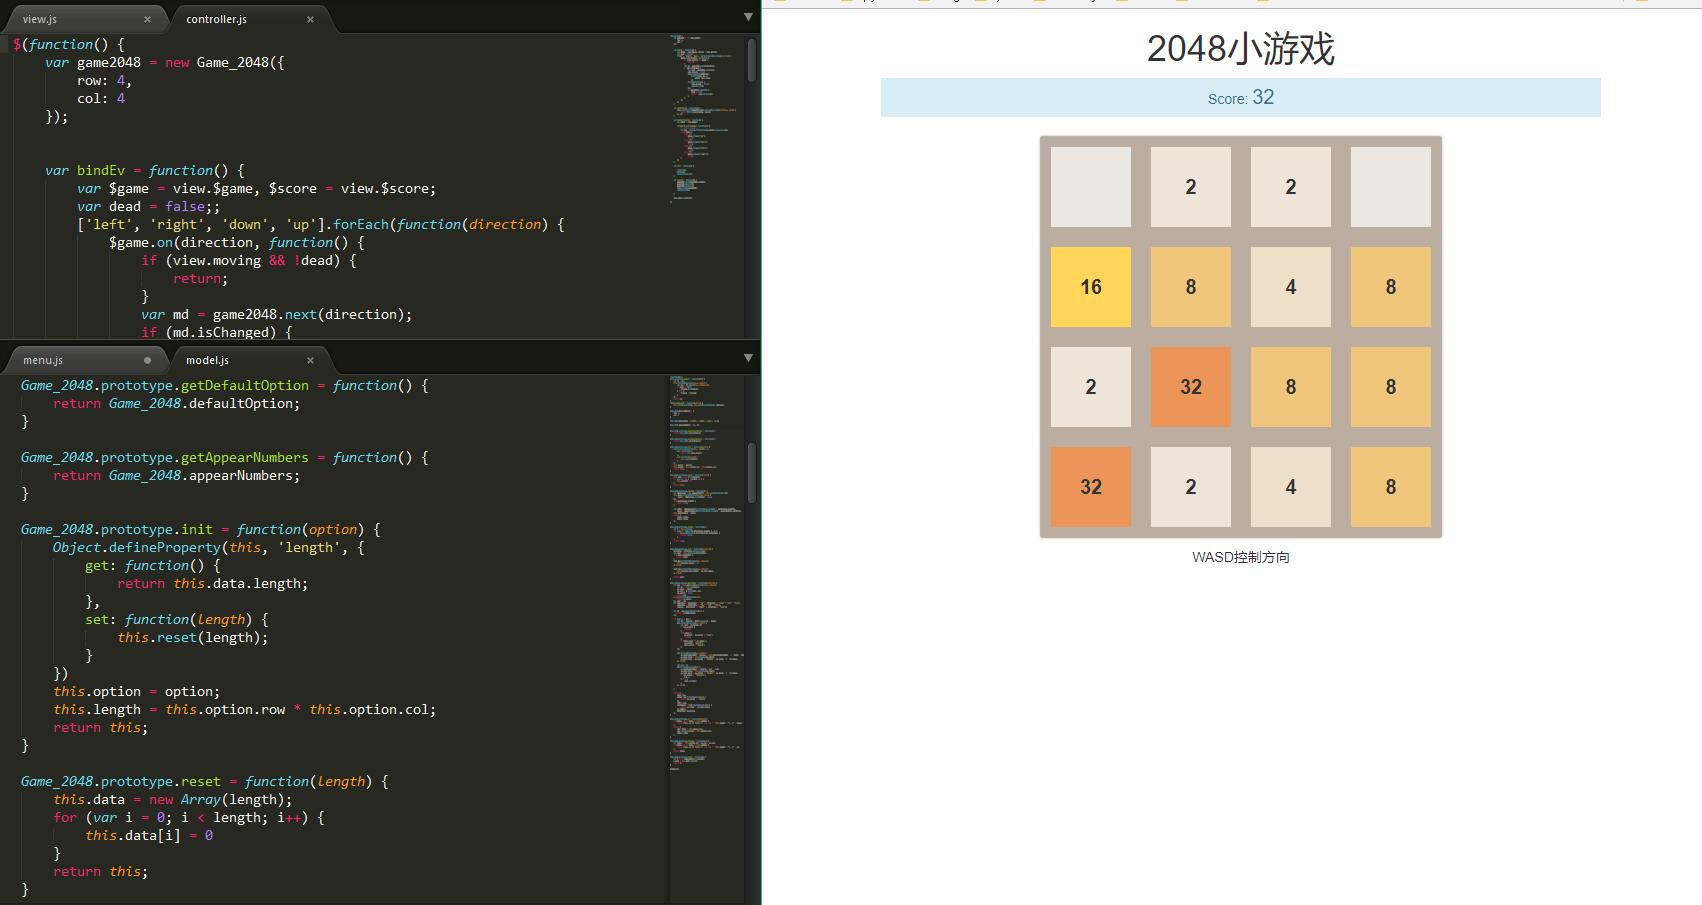 view.js × controller.js ×
$(function() {
var game2048 = new Game_2048({
row: 4,
col: 4
});
var bindEv = function() {
var $game = view.$game, $score = view.$score;
var dead = false;;
['left', 'right', 'down', 'up'].forEach(function(direction) {
$game.on(direction, function() {
if (view.moving && !dead) {
return;
}
var md = game2048.next(direction);
if (md.isChanged) {
menu.js model.js ×
Game_2048.prototype.getDefaultOption = function() {
return Game_2048.defaultOption;
}
Game_2048.prototype.getAppearNumbers = function() {
return Game_2048.appearNumbers;
}
Game_2048.prototype.init = function(option) {
Object.defineProperty(this, 'length', {
get: function() {
return this.data.length;
},
set: function(length) {
this.reset(length);
}
})
this.option = option;
this.length = this.option.row * this.option.col;
return this;
}
Game_2048.prototype.reset = function(length) {
this.data = new Array(length);
for (var i = 0; i < length; i++) {
this.data[i] = 0
}
return this;
}
2048小游戏
Score: 32
2 2
16 8 4 8
2 32 8 8
32 2 4 8
WASD控制方向